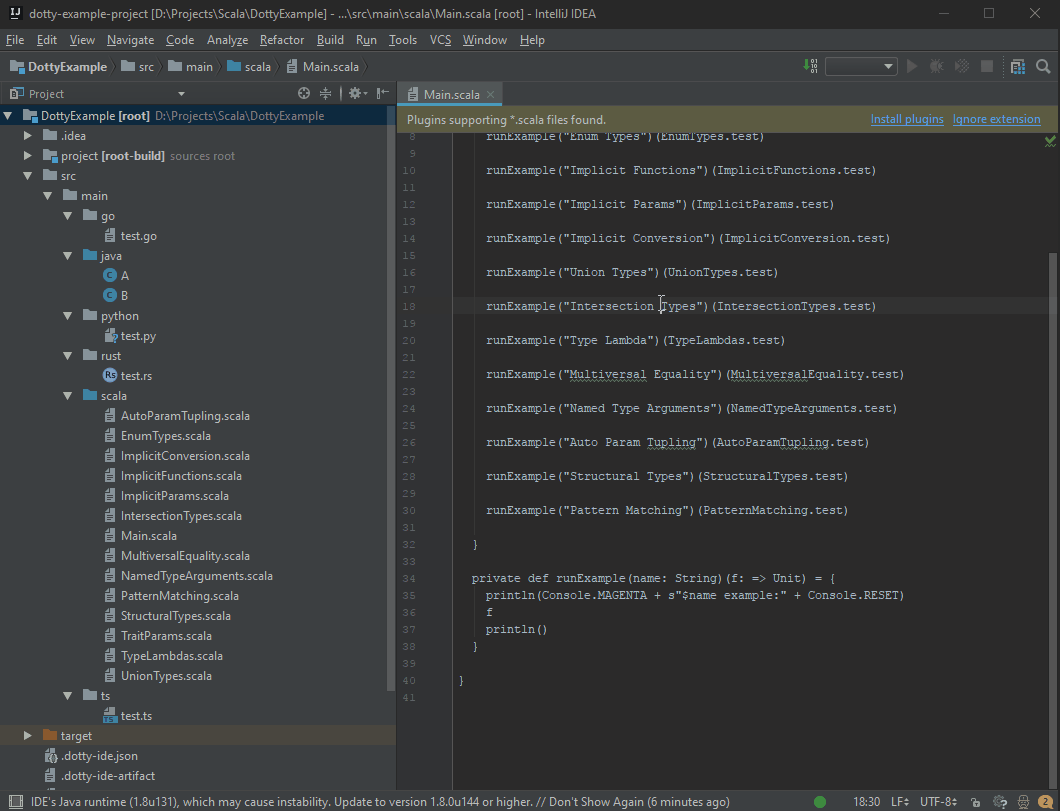 dotty-example-project [D:\Projects\Scala\DottyExample] - ...\src\main\scala\Main.scala [root] - IntelliJ IDEA
File Edit View Navigate Code Analyze Refactor Build Run Tools VCS Window Help
DottyExample src main scala Main.scala
Project
Main.scala
Plugins supporting *.scala files found. Install plugins Ignore extension
DottyExample [root] D:\Projects\Scala\DottyExample
.idea
project [root-build] sources root
src
main
go
test.go
java
A
B
python
test.py
rust
test.rs
scala
AutoParamTupling.scala
EnumTypes.scala
ImplicitConversion.scala
ImplicitFunctions.scala
ImplicitParams.scala
IntersectionTypes.scala
Main.scala
MultiversalEquality.scala
NamedTypeArguments.scala
PatternMatching.scala
StructuralTypes.scala
TraitParams.scala
TypeLambdas.scala
UnionTypes.scala
ts
test.ts
target
.dotty-ide.json
.dotty-ide-artifact
8 runExample("Enum Types")(EnumTypes.test)
9
10 runExample("Implicit Functions")(ImplicitFunctions.test)
11
12 runExample("Implicit Params")(ImplicitParams.test)
13
14 runExample("Implicit Conversion")(ImplicitConversion.test)
15
16 runExample("Union Types")(UnionTypes.test)
17
18 runExample("Intersection Types")(IntersectionTypes.test)
19
20 runExample("Type Lambda")(TypeLambdas.test)
21
22 runExample("Multiversal Equality")(MultiversalEquality.test)
23
24 runExample("Named Type Arguments")(NamedTypeArguments.test)
25
26 runExample("Auto Param Tupling")(AutoParamTupling.test)
27
28 runExample("Structural Types")(StructuralTypes.test)
29
30 runExample("Pattern Matching")(PatternMatching.test)
31
32 }
33
34 private def runExample(name: String)(f: => Unit) = {
35 println(Console.MAGENTA + s"$name example:" + Console.RESET)
36 f
37 println()
38 }
39
40 }
41
IDE's Java runtime (1.8u131), which may cause instability. Update to version 1.8.0u144 or higher. // Don't Show Again (6 minutes ago) 18:30 LF UTF-8 2